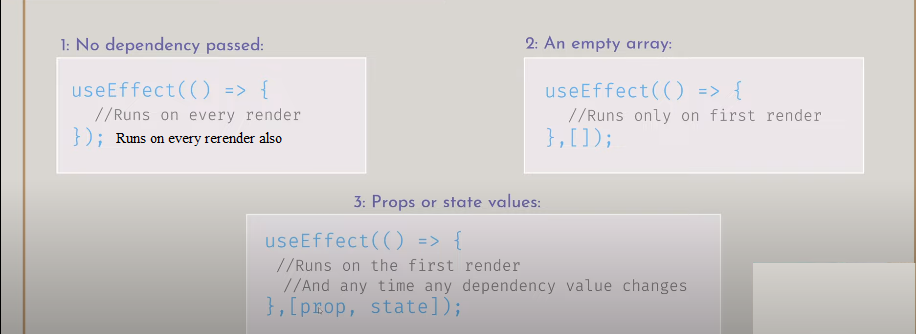 1: No dependency passed:
useEffect(() => {
//Runs on every render
}); Runs on every rerender also
2: An empty array:
useEffect(() => {
//Runs only on first render
},[]);
3: Props or state values:
useEffect(() => {
//Runs on the first render
//And any time any dependency value changes
},[prop, state]);